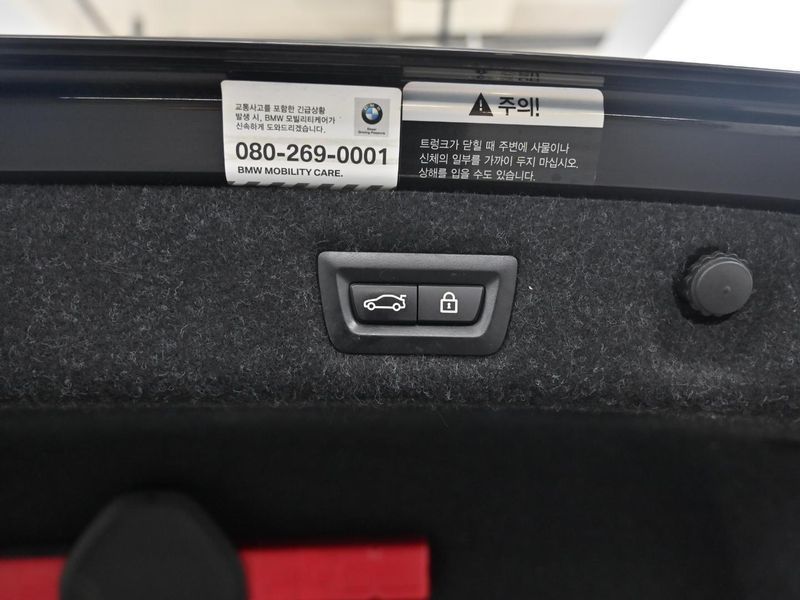 교통사고를 포함한 긴급상황
발생 시, BMW 모빌리티케어가
신속하게 도와드리겠습니다.
080-269-0001
BMW MOBILITY CARE.
주의!
트렁크가 닫힐 때 주변에 사물이나
신체의 일부를 가까이 두지 마십시오.
상해를 입을 수도 있습니다.